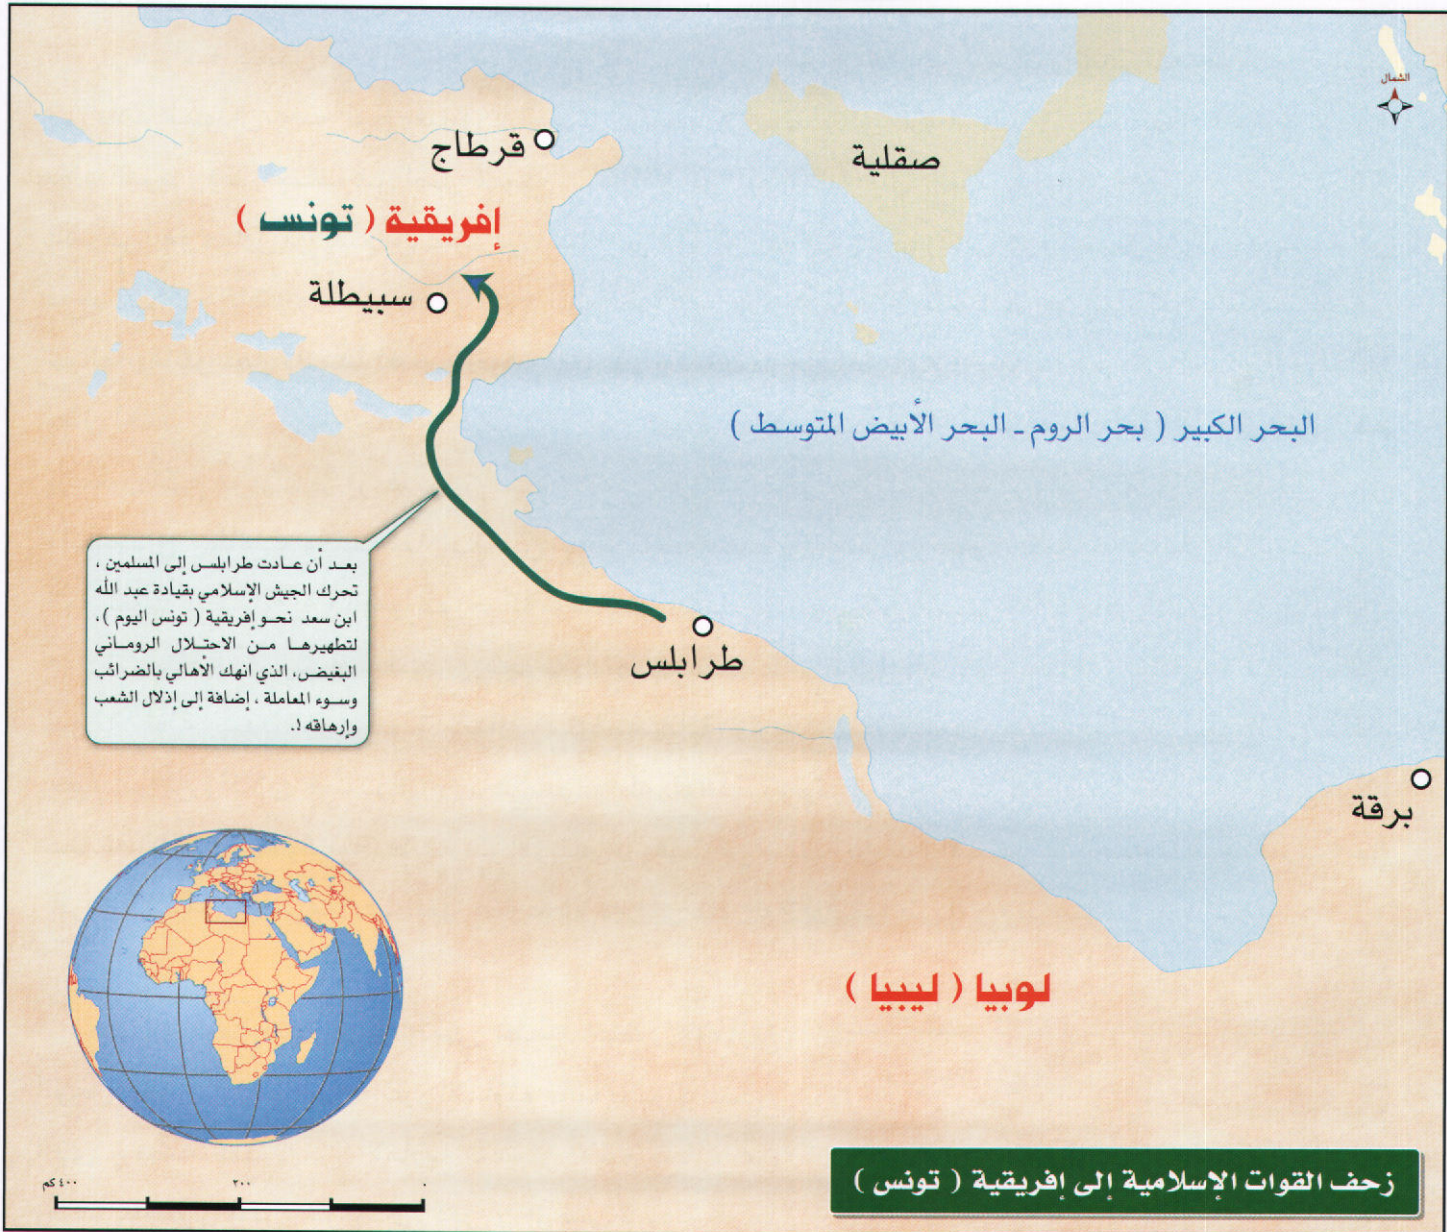 الشمال
صقلية
قرطاج
إفريقية ( تونس )
سبيطلة
البحر الكبير ( بحر الروم ـ البحر الأبيض المتوسط )
بعد أن عادت طرابلس إلى المسلمين ،
تحرك الجيش الإسلامي بقيادة عبد الله
ابن سعد نحو إفريقية ( تونس اليوم ) ،
لتطهيرها من الاحتلال الروماني
البغيض، الذي انهك الأهالي بالضرائب
وسوء المعاملة ، إضافة إلى إذلال الشعب
وإرهاقه !.
طرابلس
برقة
لوبيا ( ليبيا )
٠ ٢٠٠ ٤٠٠ كم
زحف القوات الإسلامية إلى إفريقية ( تونس )